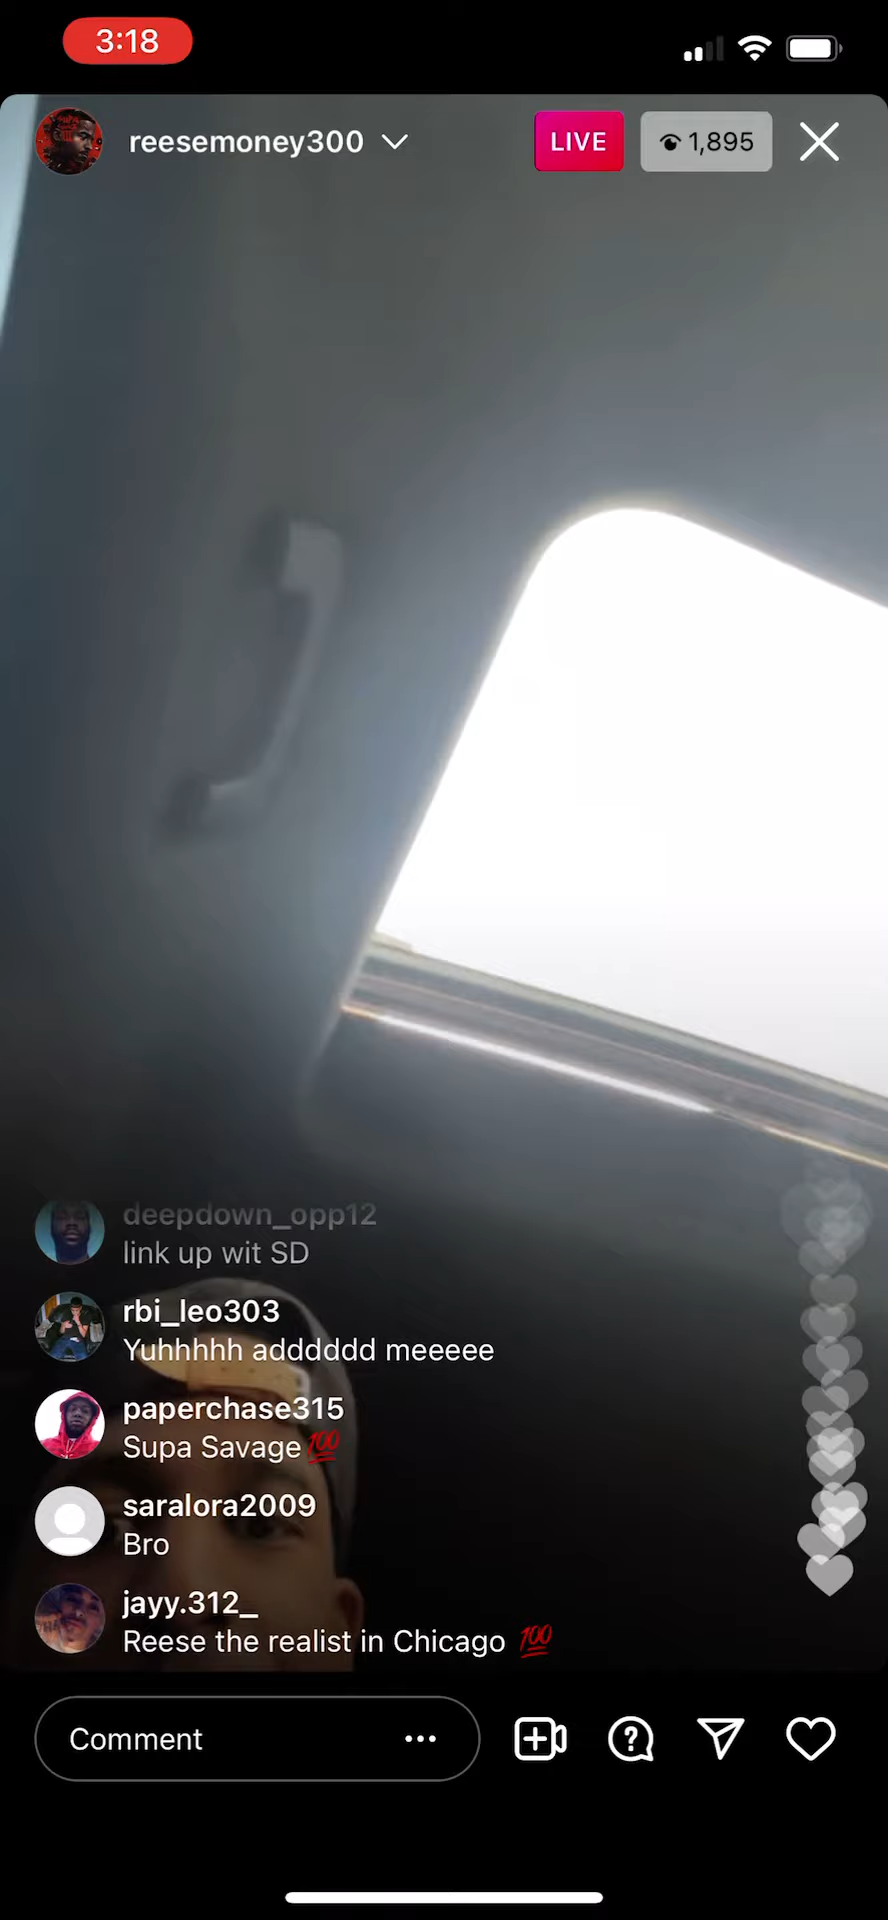 3:18
reesemoney300
LIVE
1,895
deepdown_opp12
link up wit SD
rbi_leo303
Yuhhhhh adddddd meeeee
paperchase315
Supa Savage 💯
saralora2009
Bro
jayy.312_
Reese the realist in Chicago 💯
Comment